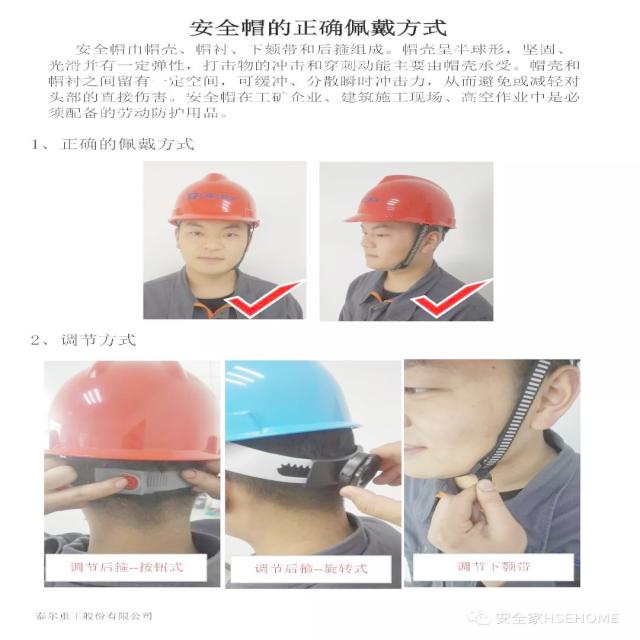 安全帽的正确佩戴方式
安全帽由帽壳、帽衬、下颏带和后箍组成。帽壳呈半球形，坚固、
光滑并有一定弹性，打击物的冲击和穿刺动能主要由帽壳承受。帽壳和
帽衬之间留有一定空间，可缓冲、分散瞬时冲击力，从而避免或减轻对
头部的直接伤害。安全帽在工矿企业、建筑施工现场、高空作业中是必
须配备的劳动防护用品。
1、正确的佩戴方式
2、调节方式
调节后箍--按钮式
调节后箍--旋转式
调节下颚带
泰尔重工股份有限公司
安全家HSEHOME